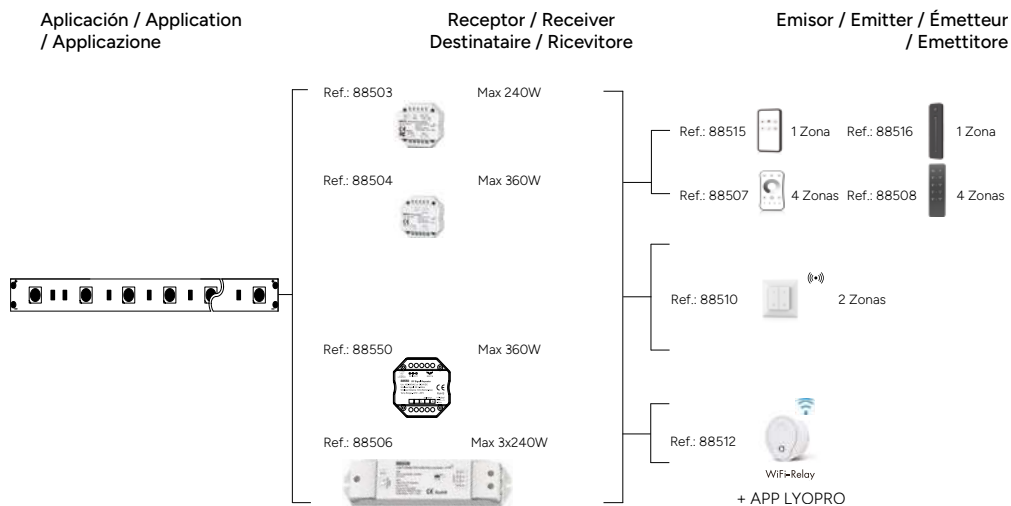 Aplicación / Application
/ Applicazione
Receptor / Receiver
Destinataire / Ricevitore
Emisor / Emitter / Émetteur
/ Emettitore
Ref.: 88503 Max 240W
Ref.: 88515 1 Zona Ref.: 88516 1 Zona
Ref.: 88504 Max 360W
Ref.: 88507 4 Zonas Ref.: 88508 4 Zonas
Ref.: 88510 2 Zonas
Ref.: 88550 Max 360W
Ref.: 88506 Max 3x240W
Ref.: 88512
WiFi-Relay
+ APP LYOPRO